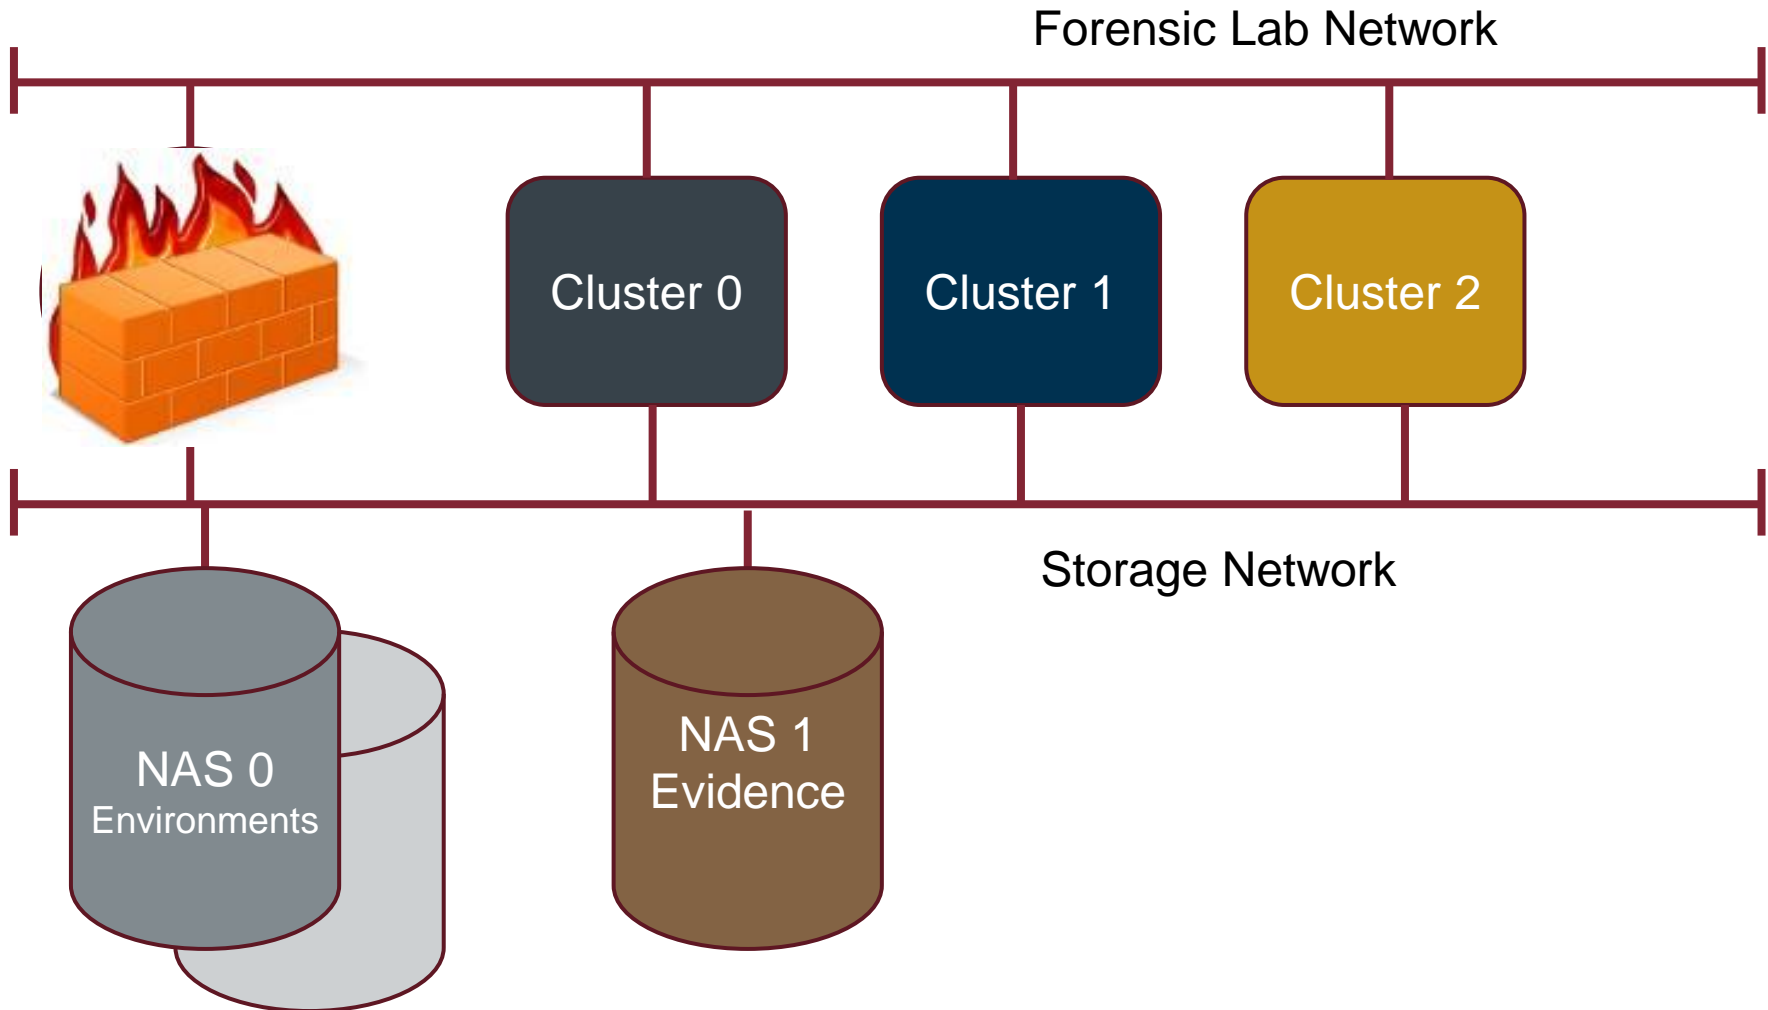 Forensic Lab Network
Cluster 0
Cluster 1
Cluster 2
Storage Network
NAS 0
Environments
NAS 1
Evidence